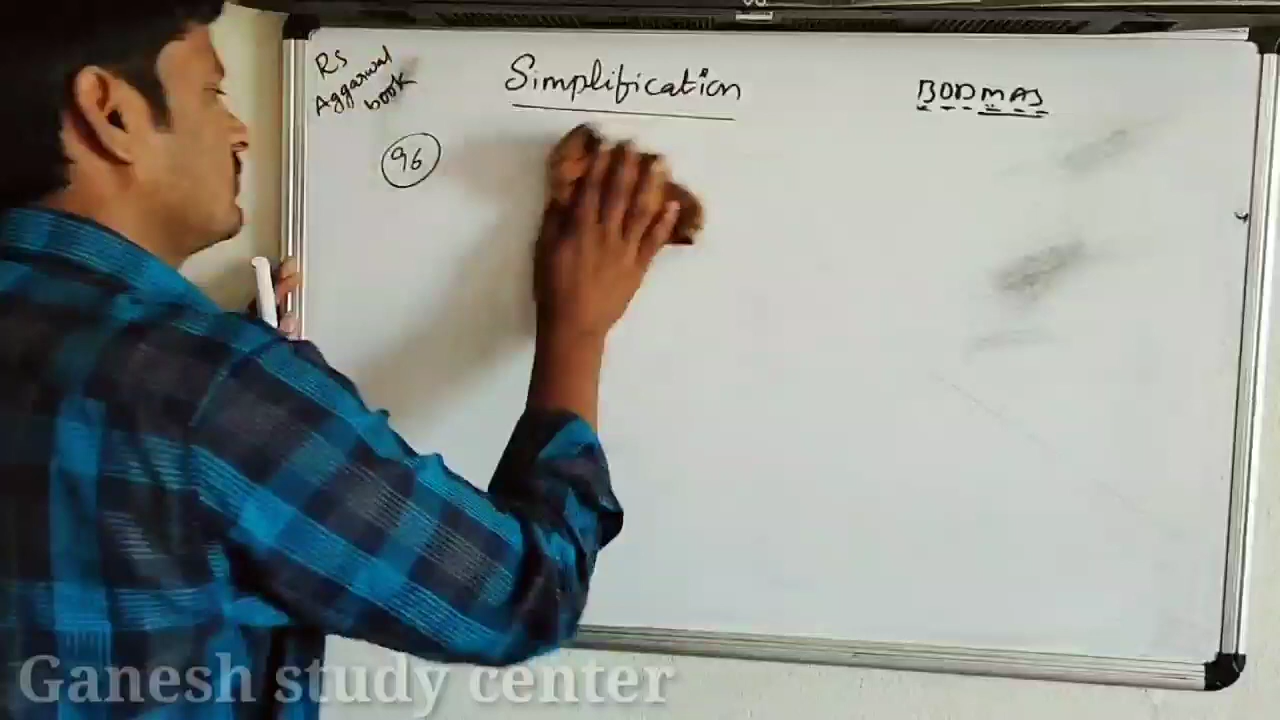 RS
Aggarwal
book
Simplification
BODMAS
96
Ganesh study center